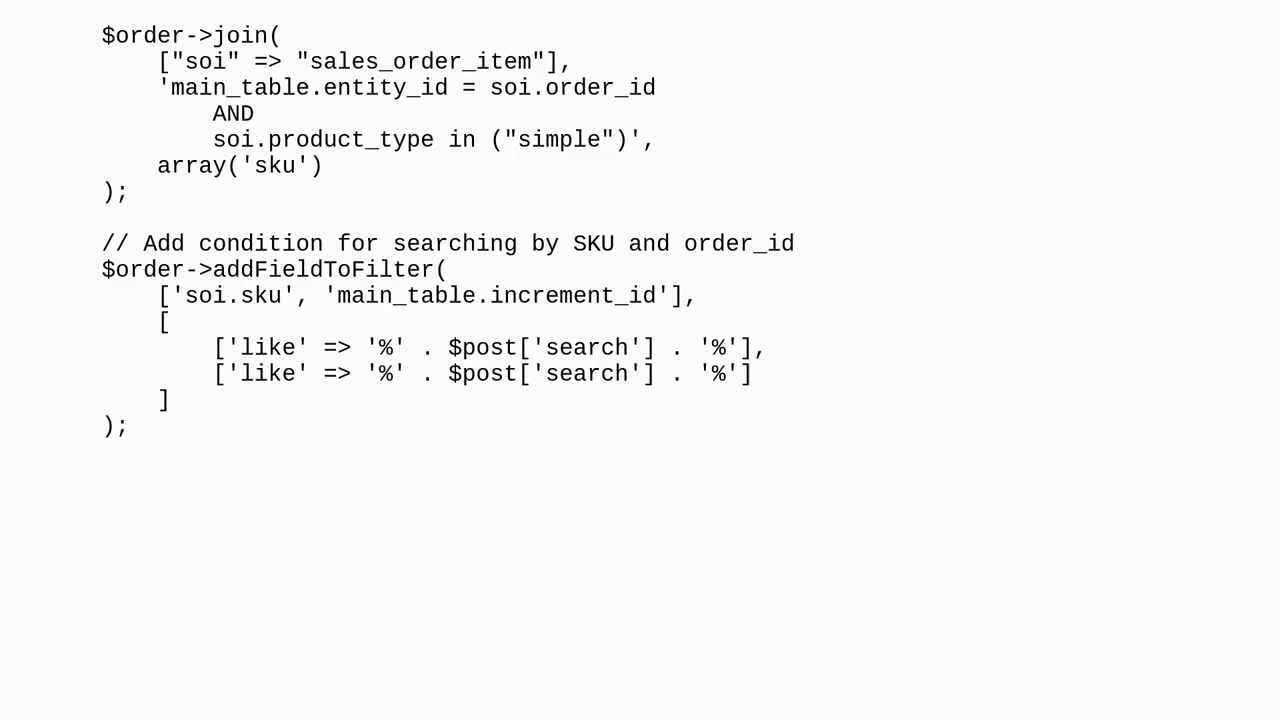 $order->join(
    ["soi" => "sales_order_item"],
    'main_table.entity_id = soi.order_id
        AND
        soi.product_type in ("simple")',
    array('sku')
);

// Add condition for searching by SKU and order_id
$order->addFieldToFilter(
    ['soi.sku', 'main_table.increment_id'],
    [
        ['like' => '%' . $post['search'] . '%'],
        ['like' => '%' . $post['search'] . '%']
    ]
);